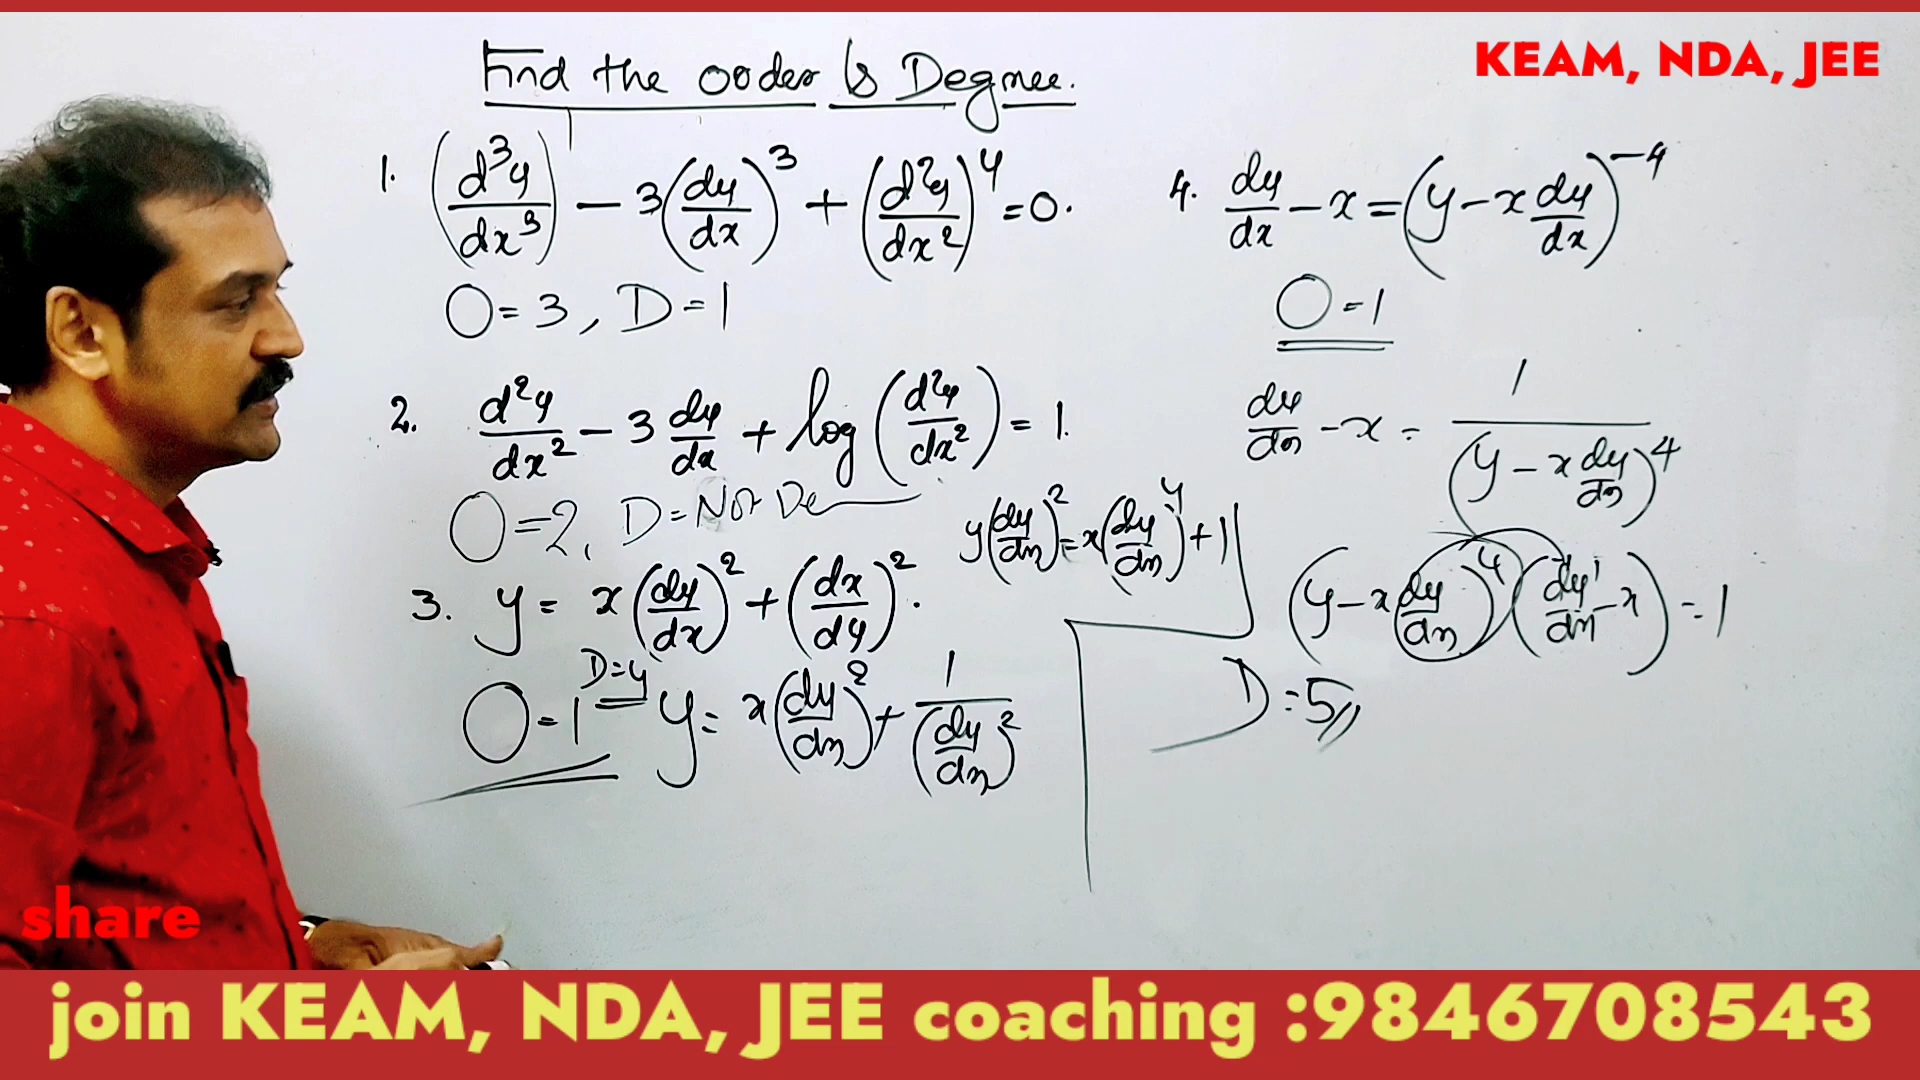 Find the order & Degree.
KEAM, NDA, JEE
1. (d³y/dx³) - 3(dy/dx)³ + (d²y/dx²)⁴ = 0.
O = 3, D = 1
2. d²y/dx² - 3 dy/dx + log(d²y/dx²) = 1.
O = 2, D = Not De
3. y = x(dy/dx)² + (dx/dy)².
O = 1 D = 4
y = x(dy/dx)² + 1/(dy/dx)²
y(dy/dx)² = x(dy/dx)⁴ + 1
4. dy/dx - x = (y - x dy/dx)⁻⁴
O = 1
dy/dx - x = 1/(y - x dy/dx)⁴
(y - x dy/dx)⁴ (dy¹/dx - x) = 1
D = 5
share
join KEAM, NDA, JEE coaching :9846708543